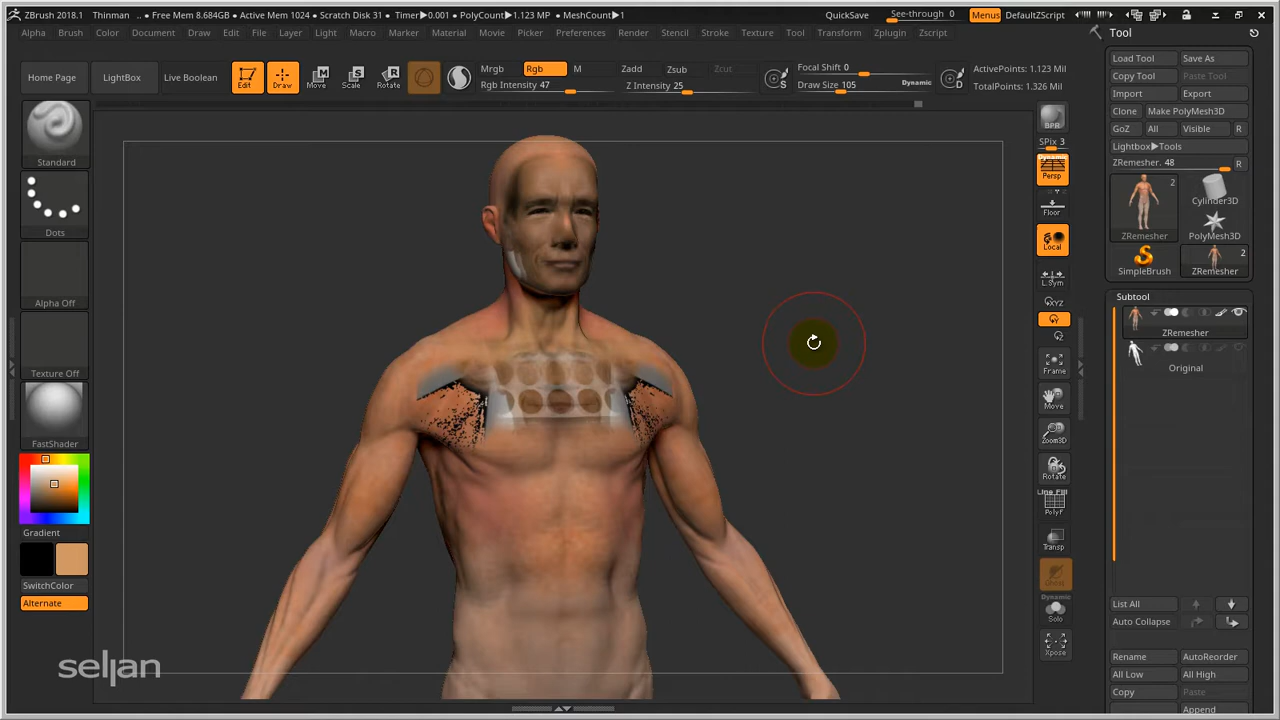 ZBrush 2018.1 Thinman .. • Free Mem 8.684GB • Active Mem 1024 • Scratch Disk 31 • Timer▶0.001 • PolyCount▶1.123 MP • MeshCount▶1 QuickSave See-through 0 Menus DefaultZScript
Alpha Brush Color Document Draw Edit File Layer Light Macro Marker Material Movie Picker Preferences Render Stencil Stroke Texture Tool Transform Zplugin Zscript
Home Page LightBox Live Boolean Edit Draw Move Scale Rotate
Mrgb Rgb M Zadd Zsub Zcut
Rgb Intensity 47 Z Intensity 25
Focal Shift 0
Draw Size 105 Dynamic
S D
ActivePoints: 1.123 Mil
TotalPoints: 1.326 Mil
Standard
Dots
Alpha Off
Texture Off
FastShader
Gradient
SwitchColor
Alternate
BPR
SPix 3
Dynamic
Persp
Floor
Local
L.Sym
XYZ
Y
Z
Frame
Move
Zoom3D
Rotate
Line Fill
PolyF
Transp
Dynamic
Solo
Xpose
Tool
Load Tool Save As
Copy Tool Paste Tool
Import Export
Clone Make PolyMesh3D
GoZ All Visible R
Lightbox▶Tools
ZRemesher. 48 R
2
Cylinder3D
ZRemesher PolyMesh3D
2
SimpleBrush ZRemesher
Subtool
ZRemesher
Original
List All
Auto Collapse
Rename AutoReorder
All Low All High
Copy Paste
Append
seljan